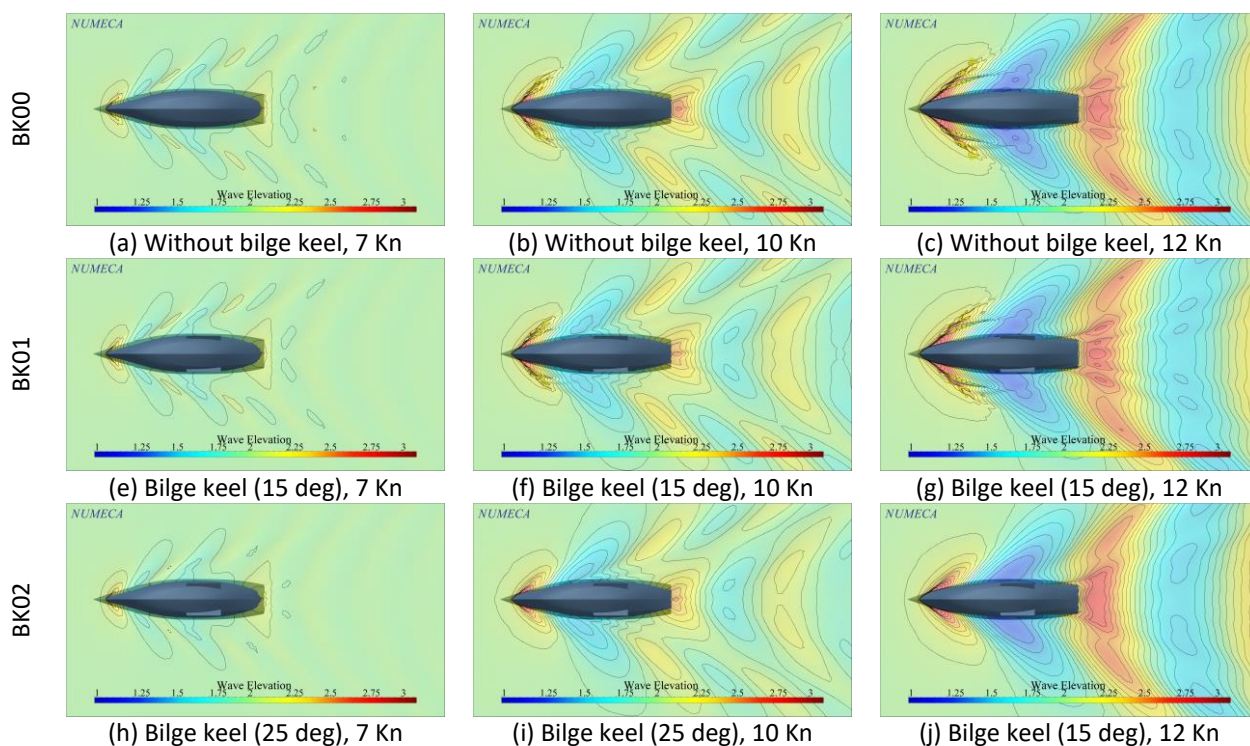 BK00
NUMECA
Wave Elevation
1 1.25 1.5 1.75 2 2.25 2.5 2.75 3
(a) Without bilge keel, 7 Kn
NUMECA
Wave Elevation
1 1.25 1.5 1.75 2 2.25 2.5 2.75 3
(b) Without bilge keel, 10 Kn
NUMECA
Wave Elevation
1 1.25 1.5 1.75 2 2.25 2.5 2.75 3
(c) Without bilge keel, 12 Kn
BK01
NUMECA
Wave Elevation
1 1.25 1.5 1.75 2 2.25 2.5 2.75 3
(e) Bilge keel (15 deg), 7 Kn
NUMECA
Wave Elevation
1 1.25 1.5 1.75 2 2.25 2.5 2.75 3
(f) Bilge keel (15 deg), 10 Kn
NUMECA
Wave Elevation
1 1.25 1.5 1.75 2 2.25 2.5 2.75 3
(g) Bilge keel (15 deg), 12 Kn
BK02
NUMECA
Wave Elevation
1 1.25 1.5 1.75 2 2.25 2.5 2.75 3
(h) Bilge keel (25 deg), 7 Kn
NUMECA
Wave Elevation
1 1.25 1.5 1.75 2 2.25 2.5 2.75 3
(i) Bilge keel (25 deg), 10 Kn
NUMECA
Wave Elevation
1 1.25 1.5 1.75 2 2.25 2.5 2.75 3
(j) Bilge keel (15 deg), 12 Kn